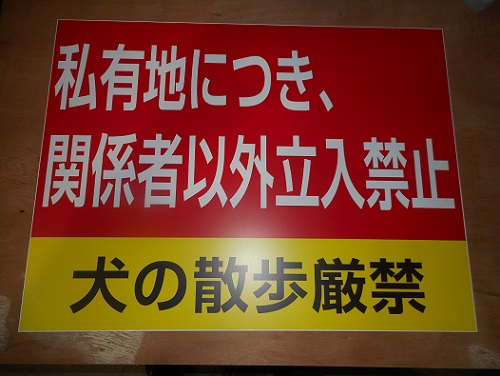 私有地につき、
関係者以外立入禁止
犬の散歩厳禁